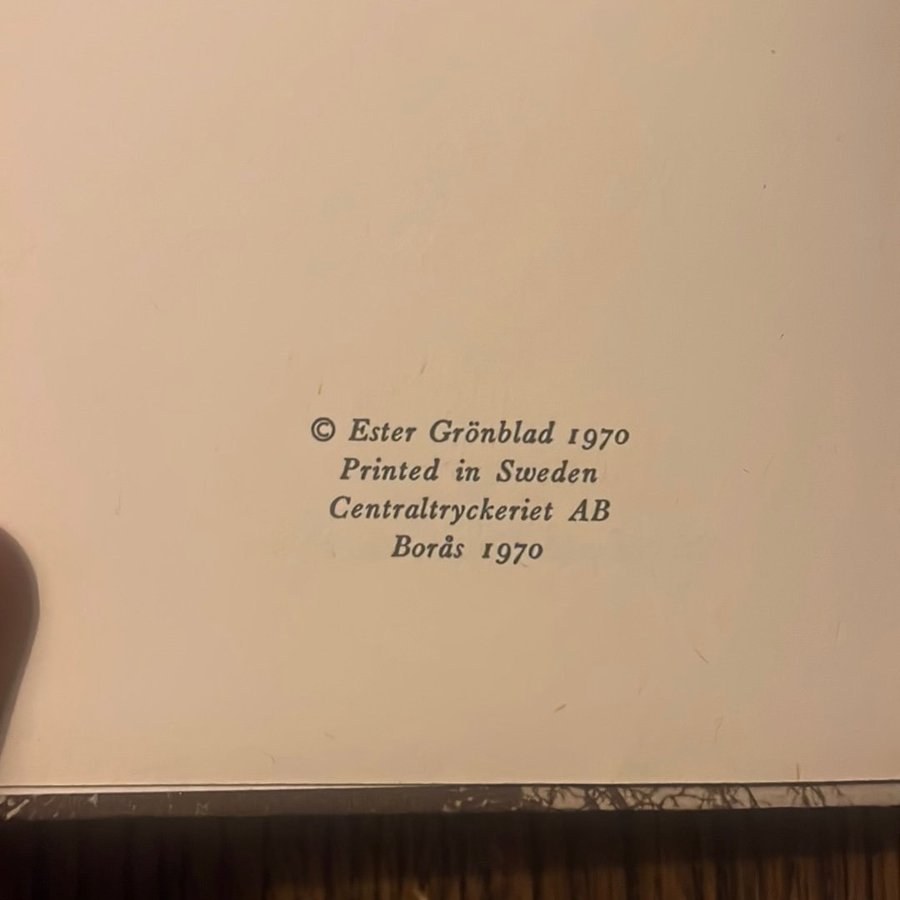 © Ester Grönblad 1970
Printed in Sweden
Centraltryckeriet AB
Borås 1970